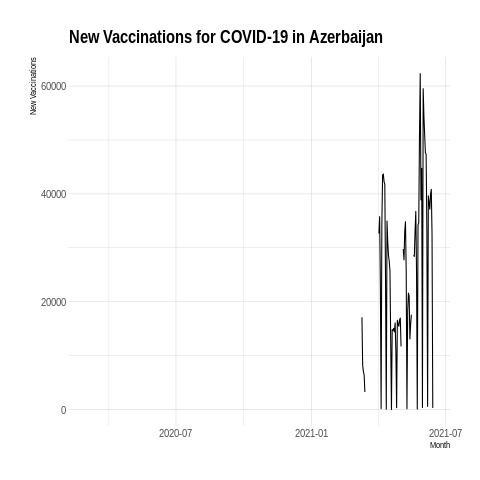 New Vaccinations for COVID-19 in Azerbaijan
New Vaccinations
60000
40000
20000
0
2020-07
2021-01
2021-07
Month